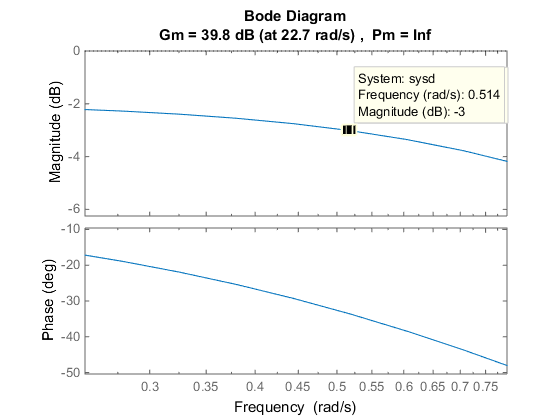 Bode Diagram
Gm = 39.8 dB (at 22.7 rad/s) ,  Pm = Inf
Magnitude (dB)
0
-2
-4
-6
System: sysd
Frequency (rad/s): 0.514
Magnitude (dB): -3
Phase (deg)
-10
-20
-30
-40
-50
0.3 0.35 0.4 0.45 0.5 0.55 0.6 0.65 0.7 0.75
Frequency  (rad/s)